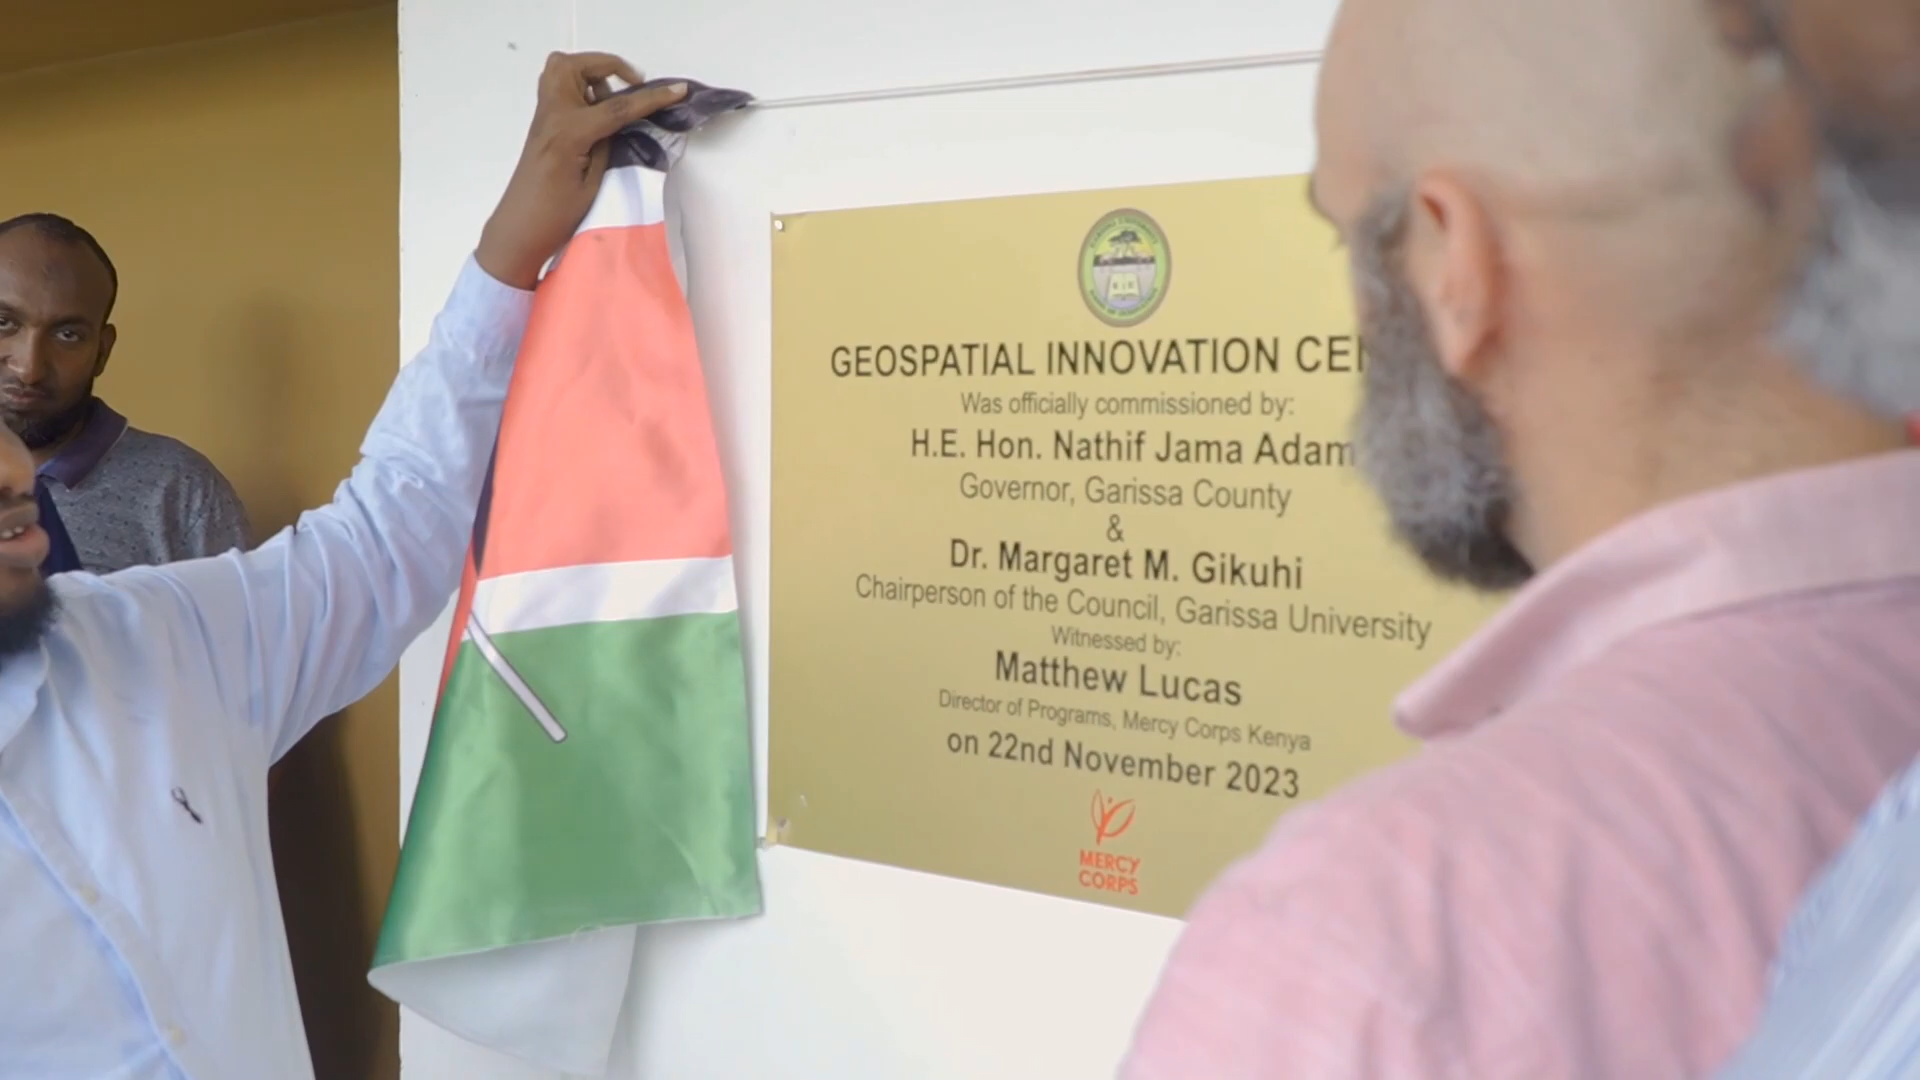 GEOSPATIAL INNOVATION CEN
Was officially commissioned by:
H.E. Hon. Nathif Jama Adam
Governor, Garissa County
&
Dr. Margaret M. Gikuhi
Chairperson of the Council, Garissa University
Witnessed by:
Matthew Lucas
Director of Programs, Mercy Corps Kenya
on 22nd November 2023
MERCY
CORPS